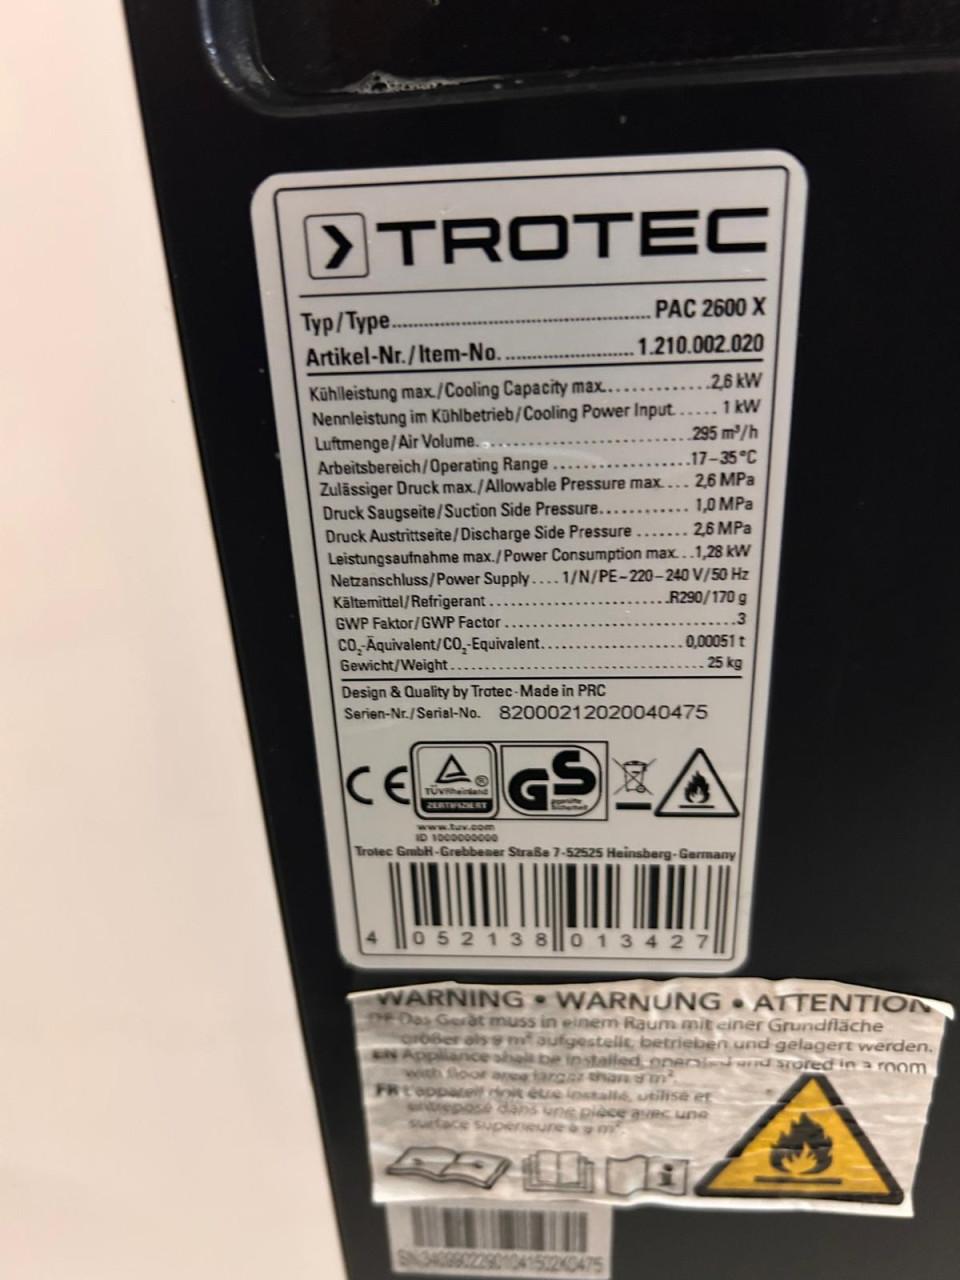 TROTEC
Typ/Type PAC 2600 X
Artikel-Nr./Item-No. 1.210.002.020
Kühlleistung max./Cooling Capacity max. 2,6 kW
Nennleistung im Kühlbetrieb/Cooling Power Input 1 kW
Luftmenge/Air Volume 295 m³/h
Arbeitsbereich/Operating Range 17–35°C
Zulässiger Druck max./Allowable Pressure max. 2,6 MPa
Druck Saugseite/Suction Side Pressure 1,0 MPa
Druck Austrittseite/Discharge Side Pressure 2,6 MPa
Leistungsaufnahme max./Power Consumption max. 1,28 kW
Netzanschluss/Power Supply 1/N/PE~220–240 V/50 Hz
Kältemittel/Refrigerant R290/170 g
GWP Faktor/GWP Factor 3
CO₂-Äquivalent/CO₂-Equivalent 0,00051 t
Gewicht/Weight 25 kg
Design & Quality by Trotec·Made in PRC
Serien-Nr./Serial-No. 82000212020040475
CE TÜVRheinland ZERTIFIZIERT GS geprüfte Sicherheit
www.tuv.com
ID 1000000000
Trotec GmbH·Grebbener Straße 7·52525 Heinsberg·Germany
4 052138 013427
WARNING • WARNUNG • ATTENTION
DE Das Gerät muss in einem Raum mit einer Grundfläche
größer als 9 m² aufgestellt, betrieben und gelagert werden.
EN Appliance shall be installed, operated and stored in a room
with floor area larger than 9 m².
FR L'appareil doit être installé, utilisé et
entreposé dans une pièce avec une
surface supérieure à 9 m².